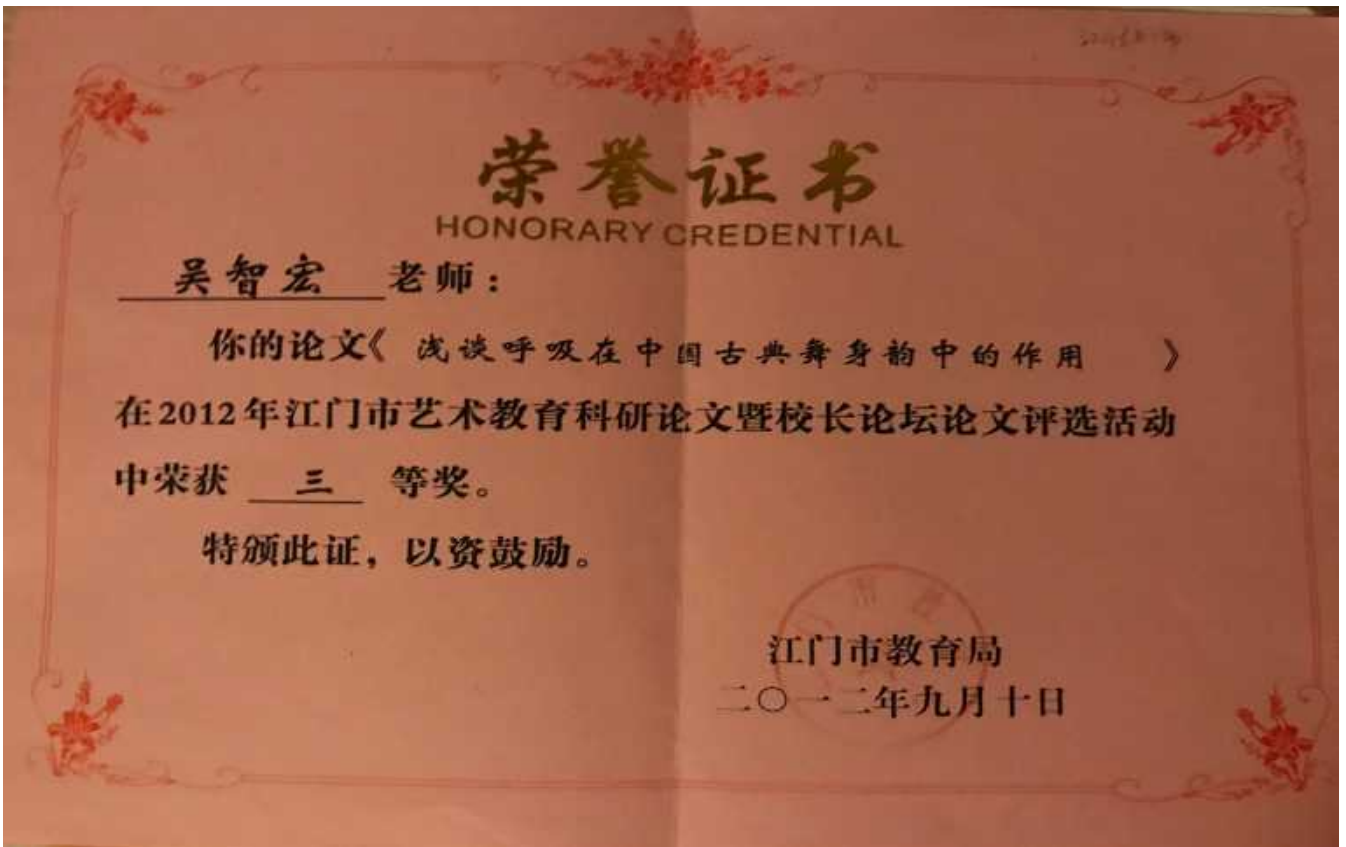 荣誉证书
HONORARY CREDENTIAL
吴智宏 老师：
你的论文《 浅谈呼吸在中国古典舞身韵中的作用 》
在2012年江门市艺术教育科研论文暨校长论坛论文评选活动
中荣获 三 等奖。
特颁此证，以资鼓励。
江门市教育局
二〇一二年九月十日